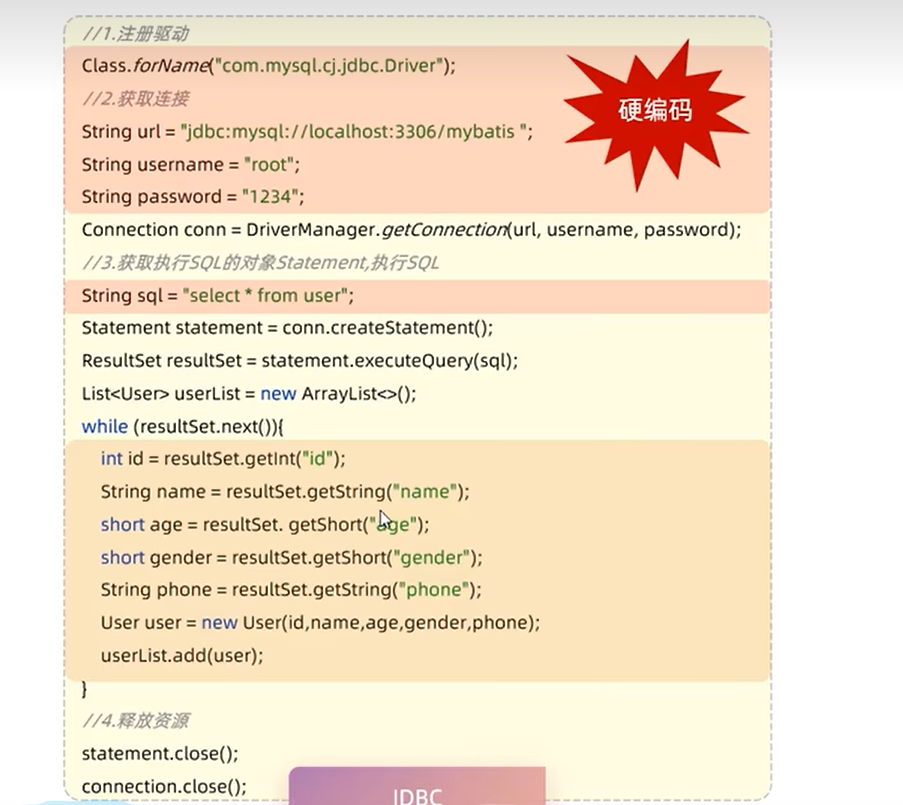 //1.注册驱动
Class.forName("com.mysql.cj.jdbc.Driver");
硬编码
//2.获取连接
String url = "jdbc:mysql://localhost:3306/mybatis ";
String username = "root";
String password = "1234";
Connection conn = DriverManager.getConnection(url, username, password);
//3.获取执行SQL的对象Statement,执行SQL
String sql = "select * from user";
Statement statement = conn.createStatement();
ResultSet resultSet = statement.executeQuery(sql);
List<User> userList = new ArrayList<>();
while (resultSet.next()){
int id = resultSet.getInt("id");
String name = resultSet.getString("name");
short age = resultSet. getShort("age");
short gender = resultSet.getShort("gender");
String phone = resultSet.getString("phone");
User user = new User(id,name,age,gender,phone);
userList.add(user);
}
//4.释放资源
statement.close();
connection.close();
JDBC